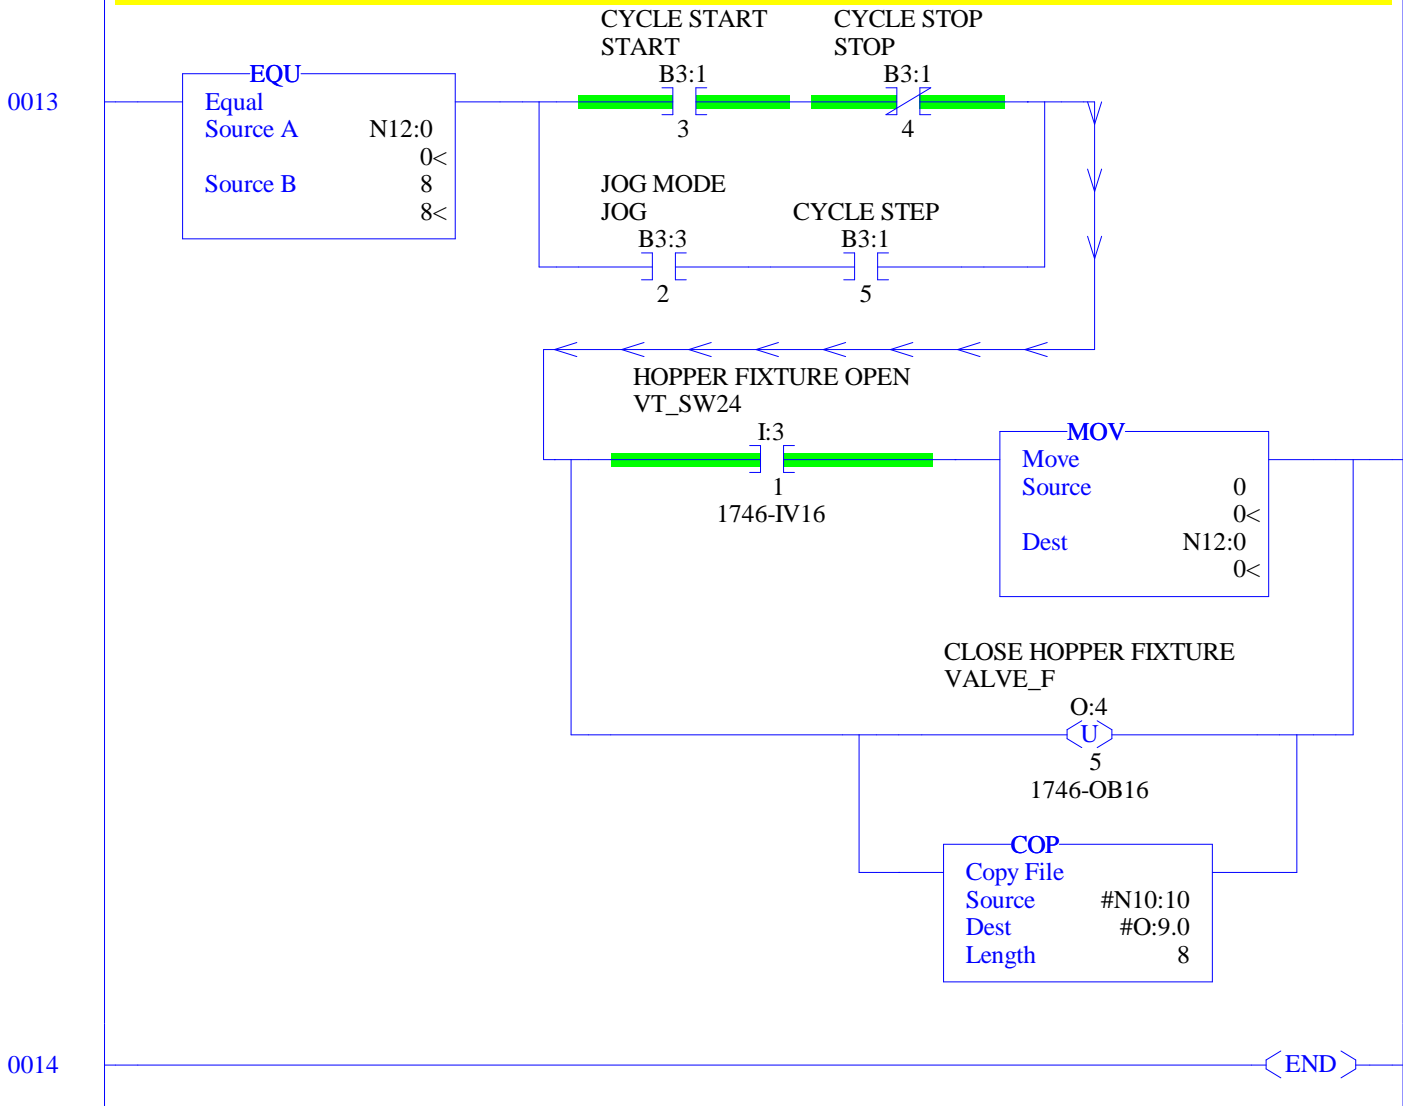 CYCLE START
START
B3:1
3
CYCLE STOP
STOP
B3:1
4
0013
EQU
Equal
Source A N12:0
0<
Source B 8
8<
JOG MODE
JOG
B3:3
2
CYCLE STEP
B3:1
5
HOPPER FIXTURE OPEN
VT_SW24
I:3
1
1746-IV16
MOV
Move
Source 0
0<
Dest N12:0
0<
CLOSE HOPPER FIXTURE
VALVE_F
O:4
U
5
1746-OB16
COP
Copy File
Source #N10:10
Dest #O:9.0
Length 8
0014
END